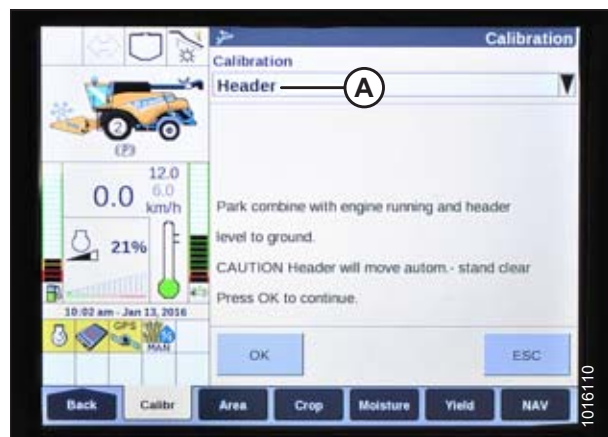 Calibration
Calibration
Header
A
2
(P)
12.0
0.0
6.0
km/h
21%
Park combine with engine running and header
level to ground.
CAUTION Header will move autom.- stand clear
Press OK to continue.
10:02 am - Jan 13, 2016
GPS
MAN
OK
ESC
Back
Calibr
Area
Crop
Moisture
Yield
NAV
1016110